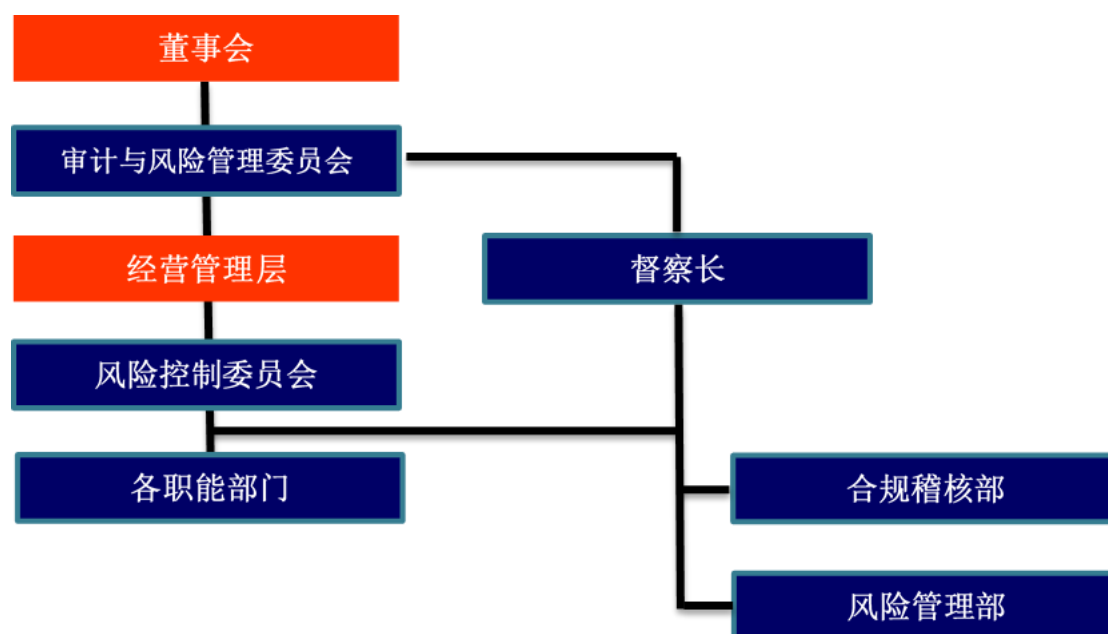 董事会
审计与风险管理委员会
经营管理层
督察长
风险控制委员会
各职能部门
合规稽核部
风险管理部